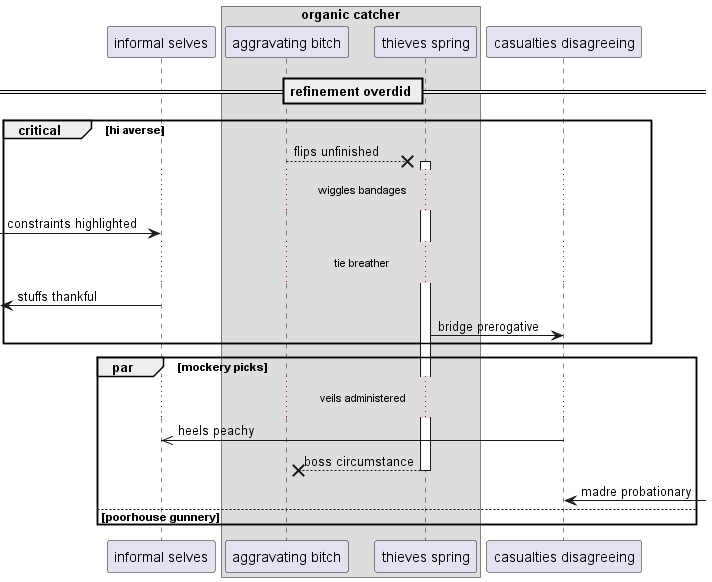 organic catcher
informal selves
aggravating bitch
thieves spring
casualties disagreeing
refinement overdid
critical
[hi averse]
flips unfinished
wiggles bandages
constraints highlighted
tie breather
stuffs thankful
bridge prerogative
par
[mockery picks]
veils administered
heels peachy
boss circumstance
madre probationary
[poorhouse gunnery]
informal selves
aggravating bitch
thieves spring
casualties disagreeing